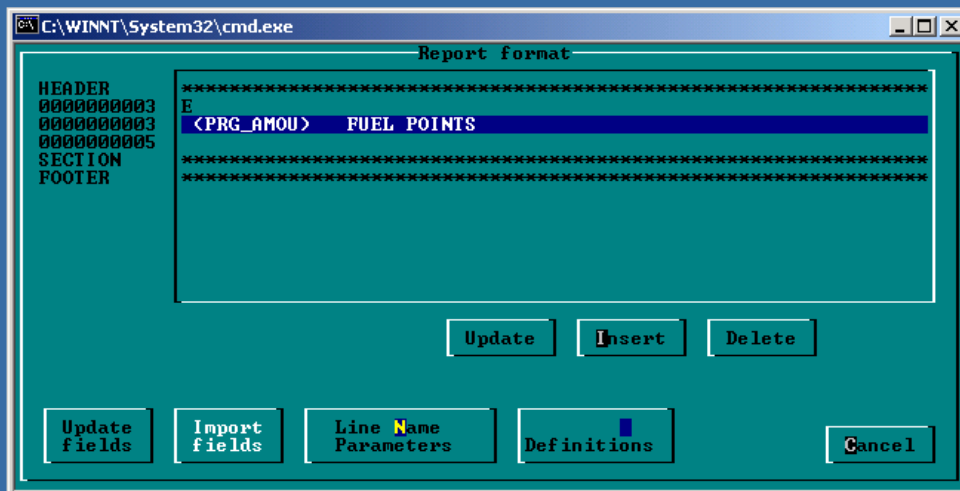 C:\WINNT\System32\cmd.exe
Report format
HEADER **************************************************************
0000000003 E
0000000003 <PRG_AMOU> FUEL POINTS
0000000005
SECTION **************************************************************
FOOTER **************************************************************
Update Insert Delete
Update fields
Import fields
Line Name Parameters
Definitions
Cancel